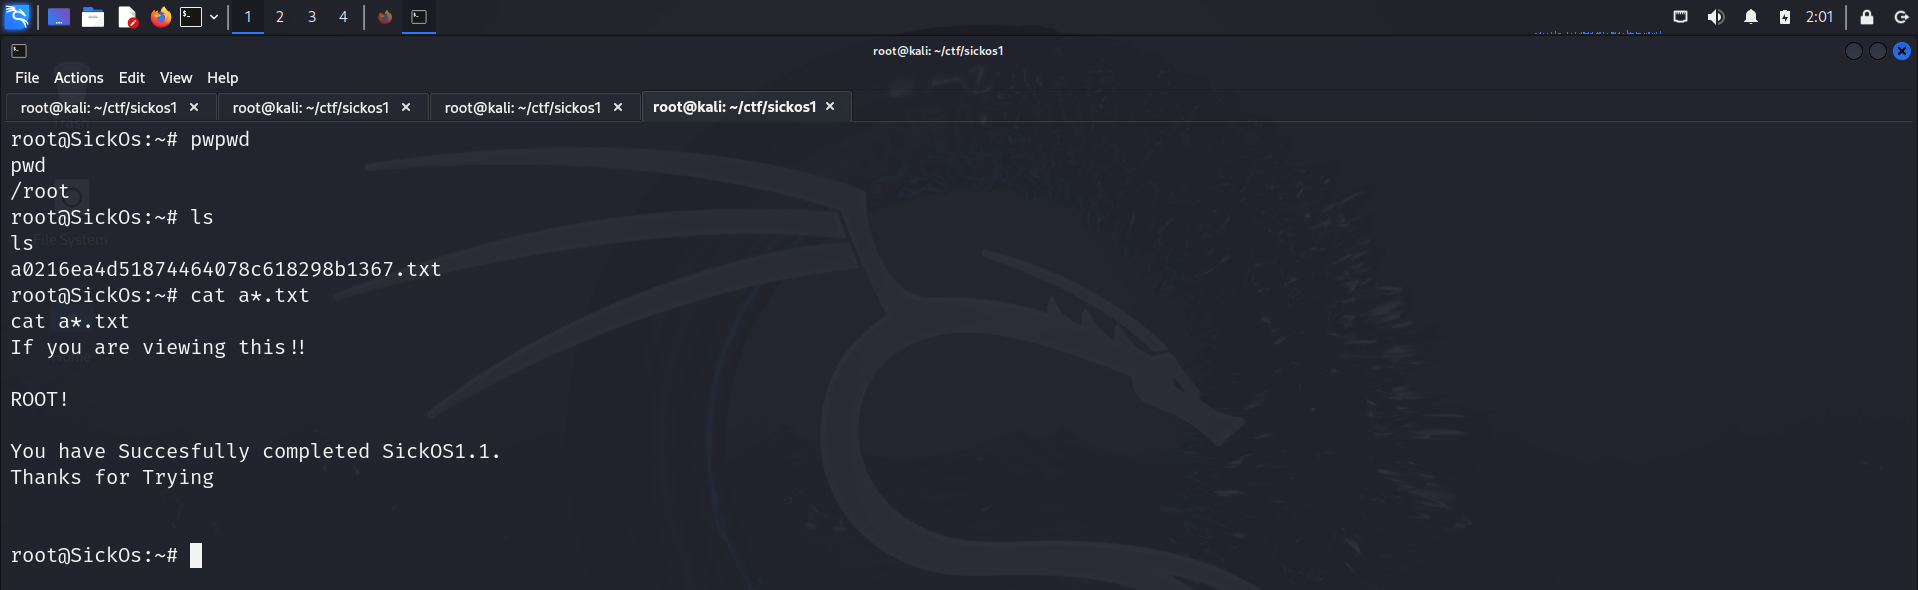 1 2 3 4 2:01
root@kali: ~/ctf/sickos1
File Actions Edit View Help
root@kali: ~/ctf/sickos1 × root@kali: ~/ctf/sickos1 × root@kali: ~/ctf/sickos1 × root@kali: ~/ctf/sickos1 ×
root@SickOs:~# pwpwd
pwd
/root
root@SickOs:~# ls
ls
File System
a0216ea4d51874464078c618298b1367.txt
root@SickOs:~# cat a*.txt
cat a*.txt
If you are viewing this!!
Home
ROOT!
You have Succesfully completed SickOS1.1.
Thanks for Trying
root@SickOs:~#